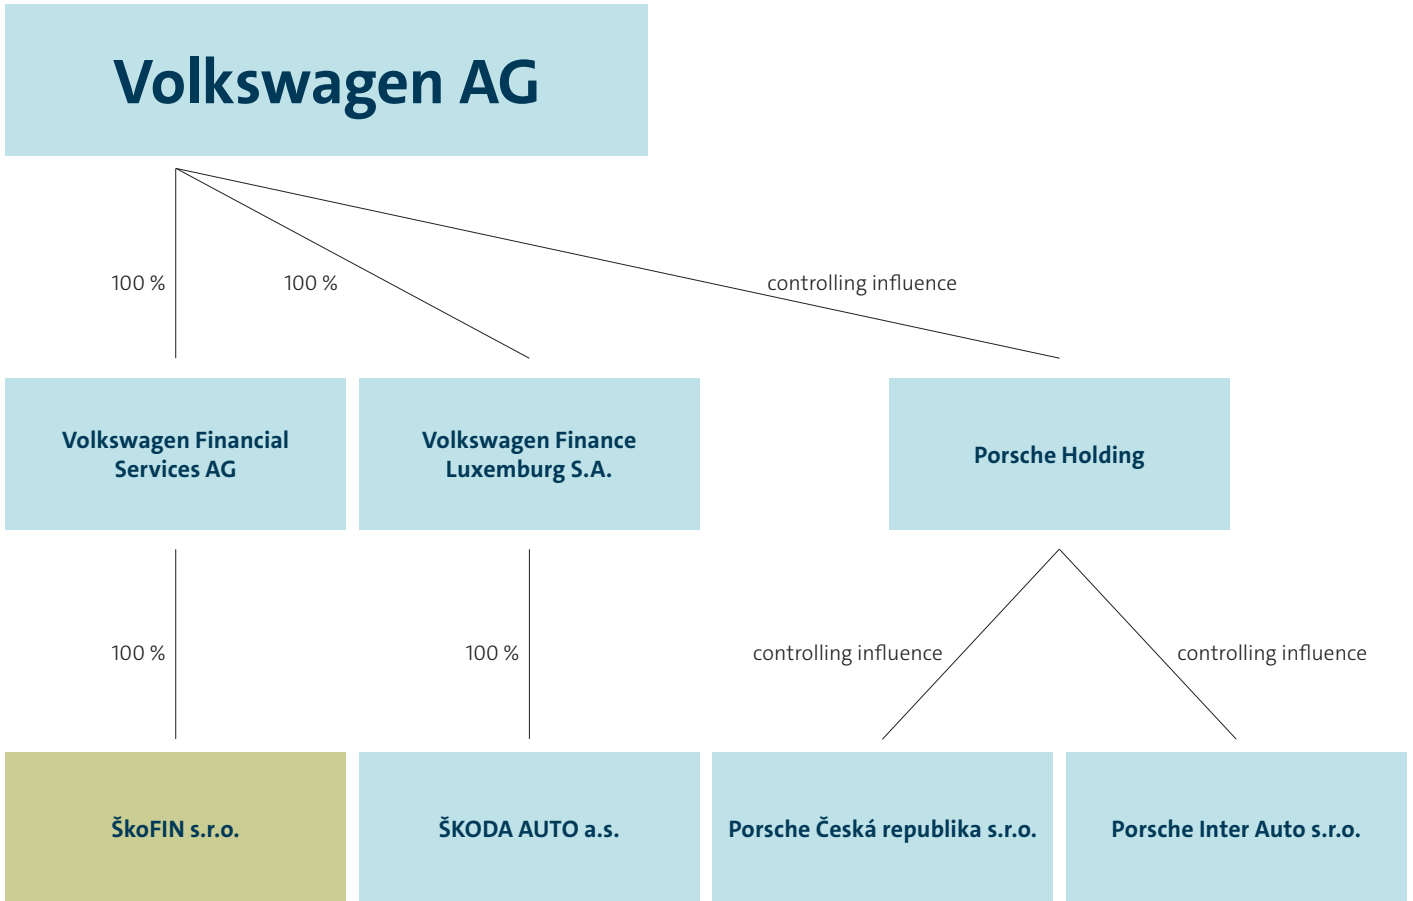 Volkswagen AG
100 %
100 %
controlling influence
Volkswagen Financial
Services AG
Volkswagen Finance
Luxemburg S.A.
Porsche Holding
100 %
100 %
controlling influence
controlling influence
ŠkoFIN s.r.o.
ŠKODA AUTO a.s.
Porsche Česká republika s.r.o.
Porsche Inter Auto s.r.o.